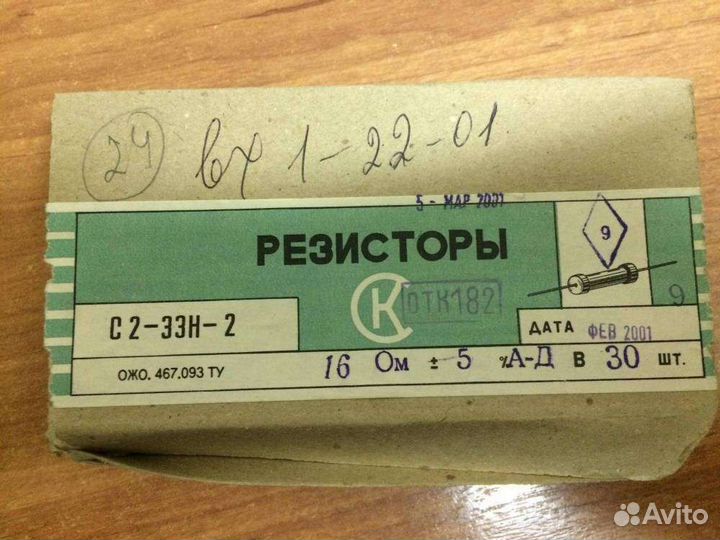 24 вх 1-22-01
5 - МАР 2001
РЕЗИСТОРЫ
9
СК ОТК182
9
С2-33Н-2
ДАТА ФЕВ 2001
ОЖО. 467.093 ТУ 16 Ом ± 5 % А-Д В 30 ШТ.
Avito